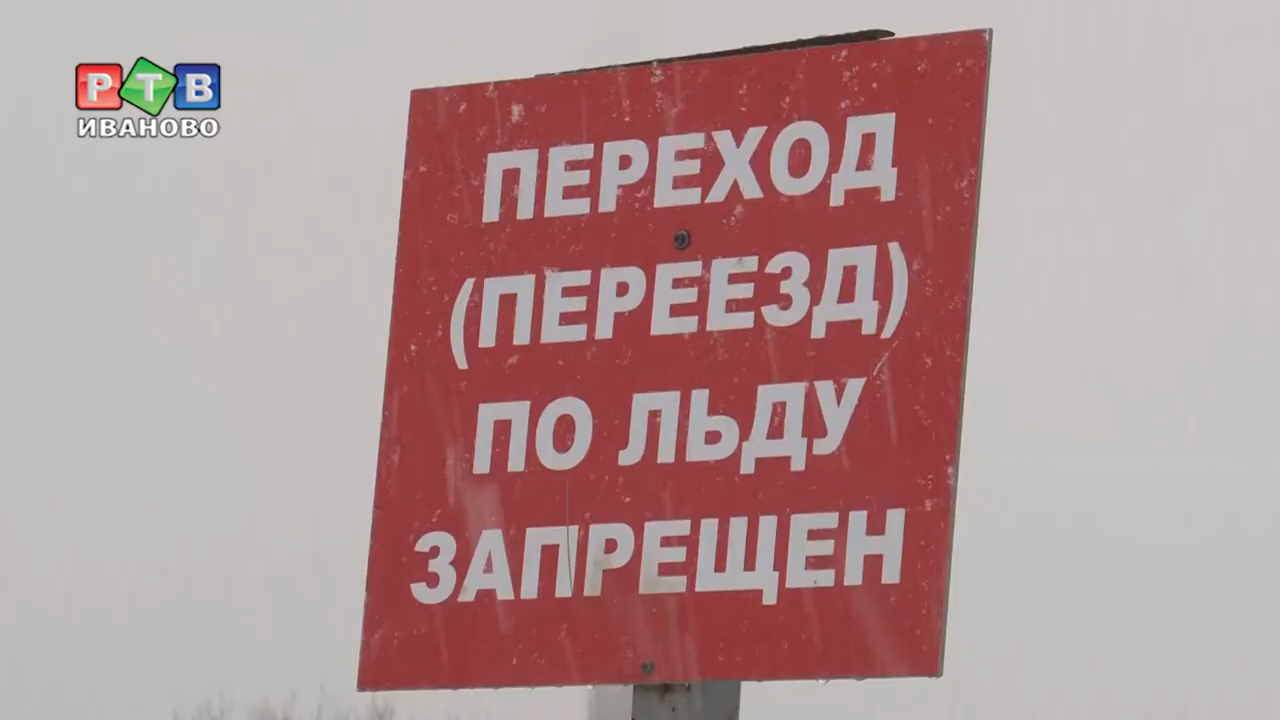 РТВ
ИВАНОВО
ПЕРЕХОД
(ПЕРЕЕЗД)
ПО ЛЬДУ
ЗАПРЕЩЕН